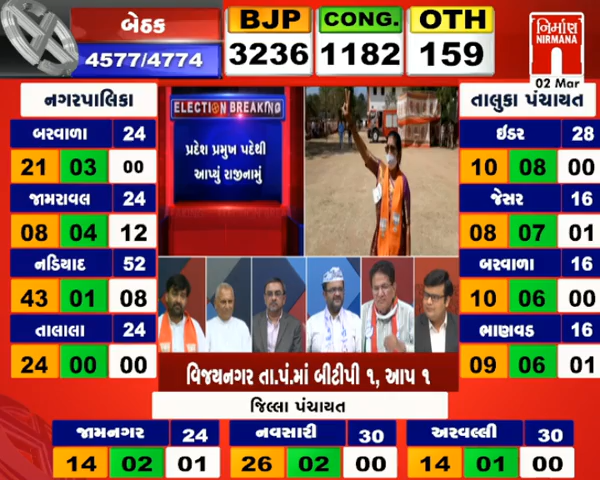 બેઠક
4577/4774
BJP
3236
CONG.
1182
OTH
159
નિર્માણ
NIRMANA
02 Mar
નગરપાલિકા
બરવાળા 24
21 03 00
જામરાવલ 24
08 04 12
નડિયાદ 52
43 01 08
તાલાલા 24
24 00 00
ELECTION BREAKING
પ્રદેશ પ્રમુખ પદેથી
આપ્યું રાજીનામું
તાલુકા પંચાયત
ઇડર 28
10 08 00
જેસર 16
08 07 01
બરવાળા 16
10 06 00
ભાણવડ 16
09 06 01
વિજયનગર તા.પં.માં બીટીપી ૧, આપ ૧
જિલ્લા પંચાયત
જામનગર 24
14 02 01
નવસારી 30
26 02 00
અરવલ્લી 30
14 01 00